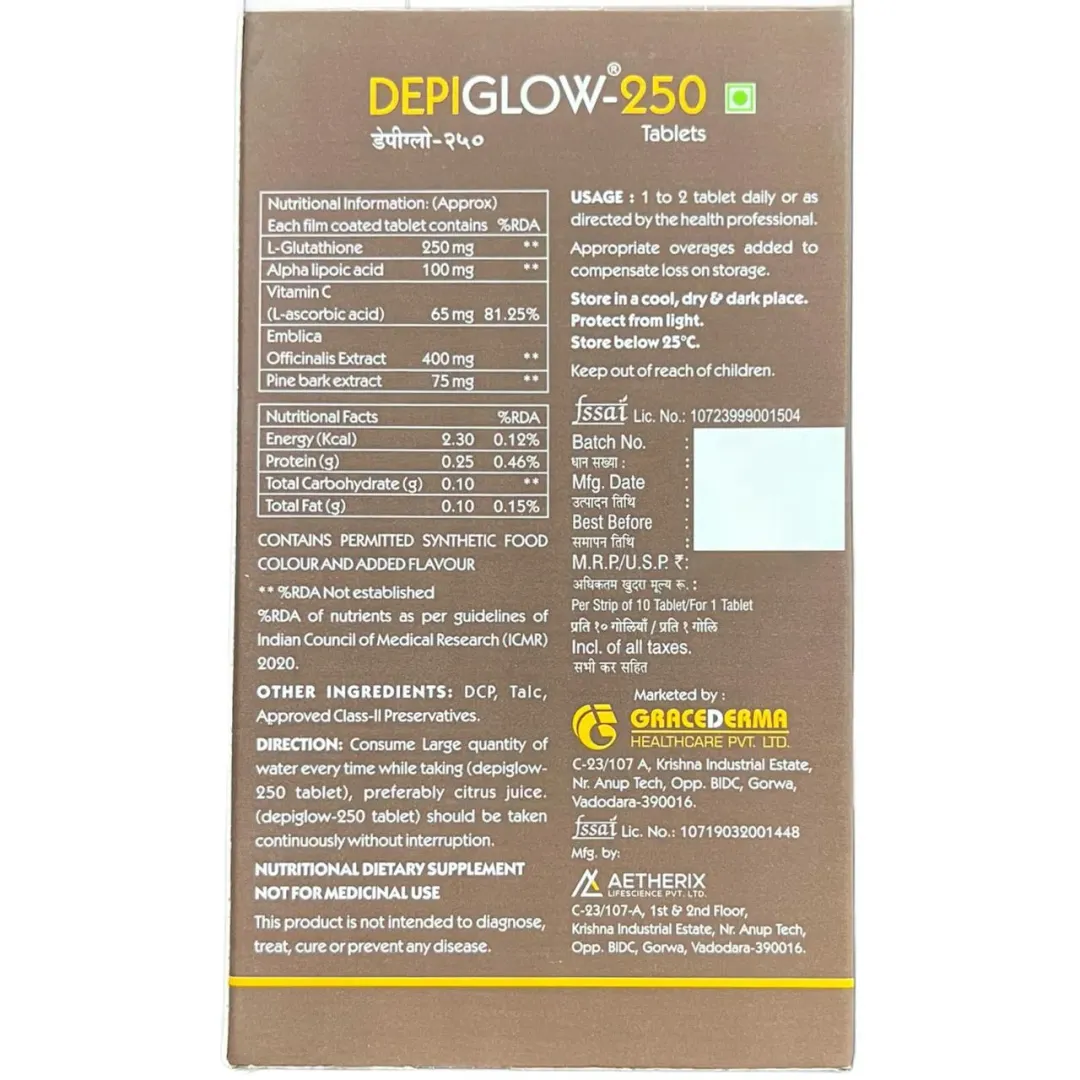 DEPIGLOW®-250
डेपीग्लो-२५०
Tablets
Nutritional Information: (Approx)
Each film coated tablet contains %RDA
L-Glutathione 250 mg **
Alpha lipoic acid 100 mg **
Vitamin C
(L-ascorbic acid) 65 mg 81.25%
Emblica
Officinalis Extract 400 mg **
Pine bark extract 75 mg **
Nutritional Facts %RDA
Energy (Kcal) 2.30 0.12%
Protein (g) 0.25 0.46%
Total Carbohydrate (g) 0.10 **
Total Fat (g) 0.10 0.15%
CONTAINS PERMITTED SYNTHETIC FOOD
COLOUR AND ADDED FLAVOUR
** %RDA Not established
%RDA of nutrients as per guidelines of
Indian Council of Medical Research (ICMR)
2020.
OTHER INGREDIENTS: DCP, Talc,
Approved Class-II Preservatives.
DIRECTION: Consume Large quantity of
water every time while taking (depiglow-
250 tablet), preferably citrus juice.
(depiglow-250 tablet) should be taken
continuously without interruption.
NUTRITIONAL DIETARY SUPPLEMENT
NOT FOR MEDICINAL USE
This product is not intended to diagnose,
treat, cure or prevent any disease.
USAGE : 1 to 2 tablet daily or as
directed by the health professional.
Appropriate overages added to
compensate loss on storage.
Store in a cool, dry & dark place.
Protect from light.
Store below 25°C.
Keep out of reach of children.
fssai Lic. No.: 10723999001504
Batch No. :
धान सख्या : :
Mfg. Date :
उत्पादन तिथि :
Best Before :
समापन तिथि :
M.R.P./U.S.P. ₹:
अधिकतम खुदरा मूल्य रू. :
Per Strip of 10 Tablet/For 1 Tablet
प्रति १० गोलियाँ / प्रति १ गोलि
Incl. of all taxes.
सभी कर सहित
Marketed by :
GRACEDERMA
HEALTHCARE PVT. LTD.
C-23/107 A, Krishna Industrial Estate,
Nr. Anup Tech, Opp. BIDC, Gorwa,
Vadodara-390016.
fssai Lic. No.: 10719032001448
Mfg. by:
AETHERIX
LIFESCIENCE PVT. LTD.
C-23/107-A, 1st & 2nd Floor,
Krishna Industrial Estate, Nr. Anup Tech,
Opp. BIDC, Gorwa, Vadodara-390016.